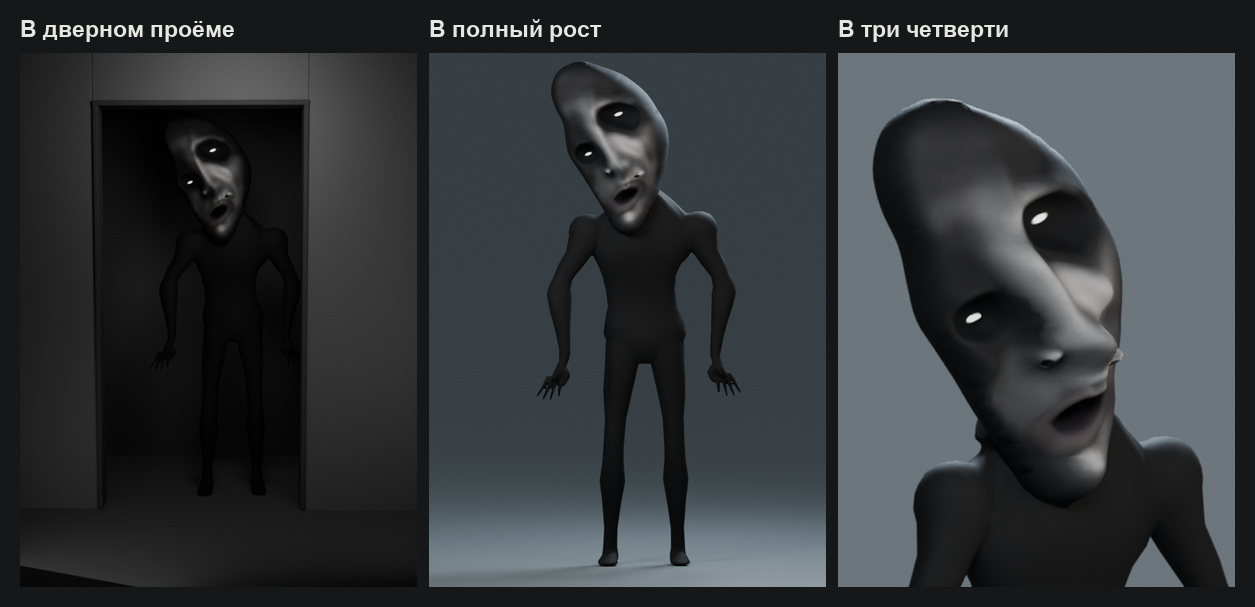 В дверном проёме
В полный рост
В три четверти